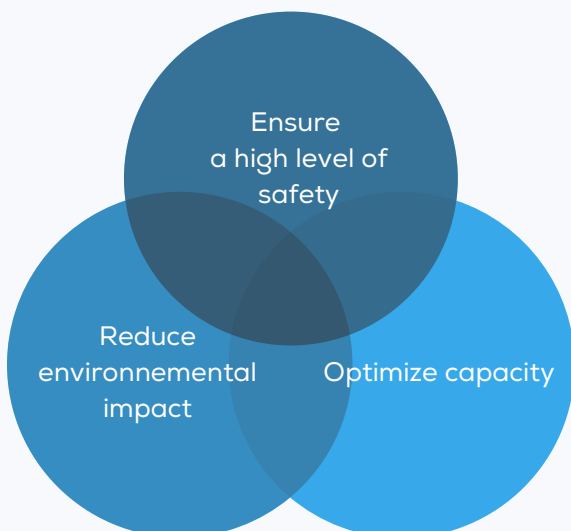 Ensure
a high level of
safety
Reduce
environnemental
impact
Optimize capacity